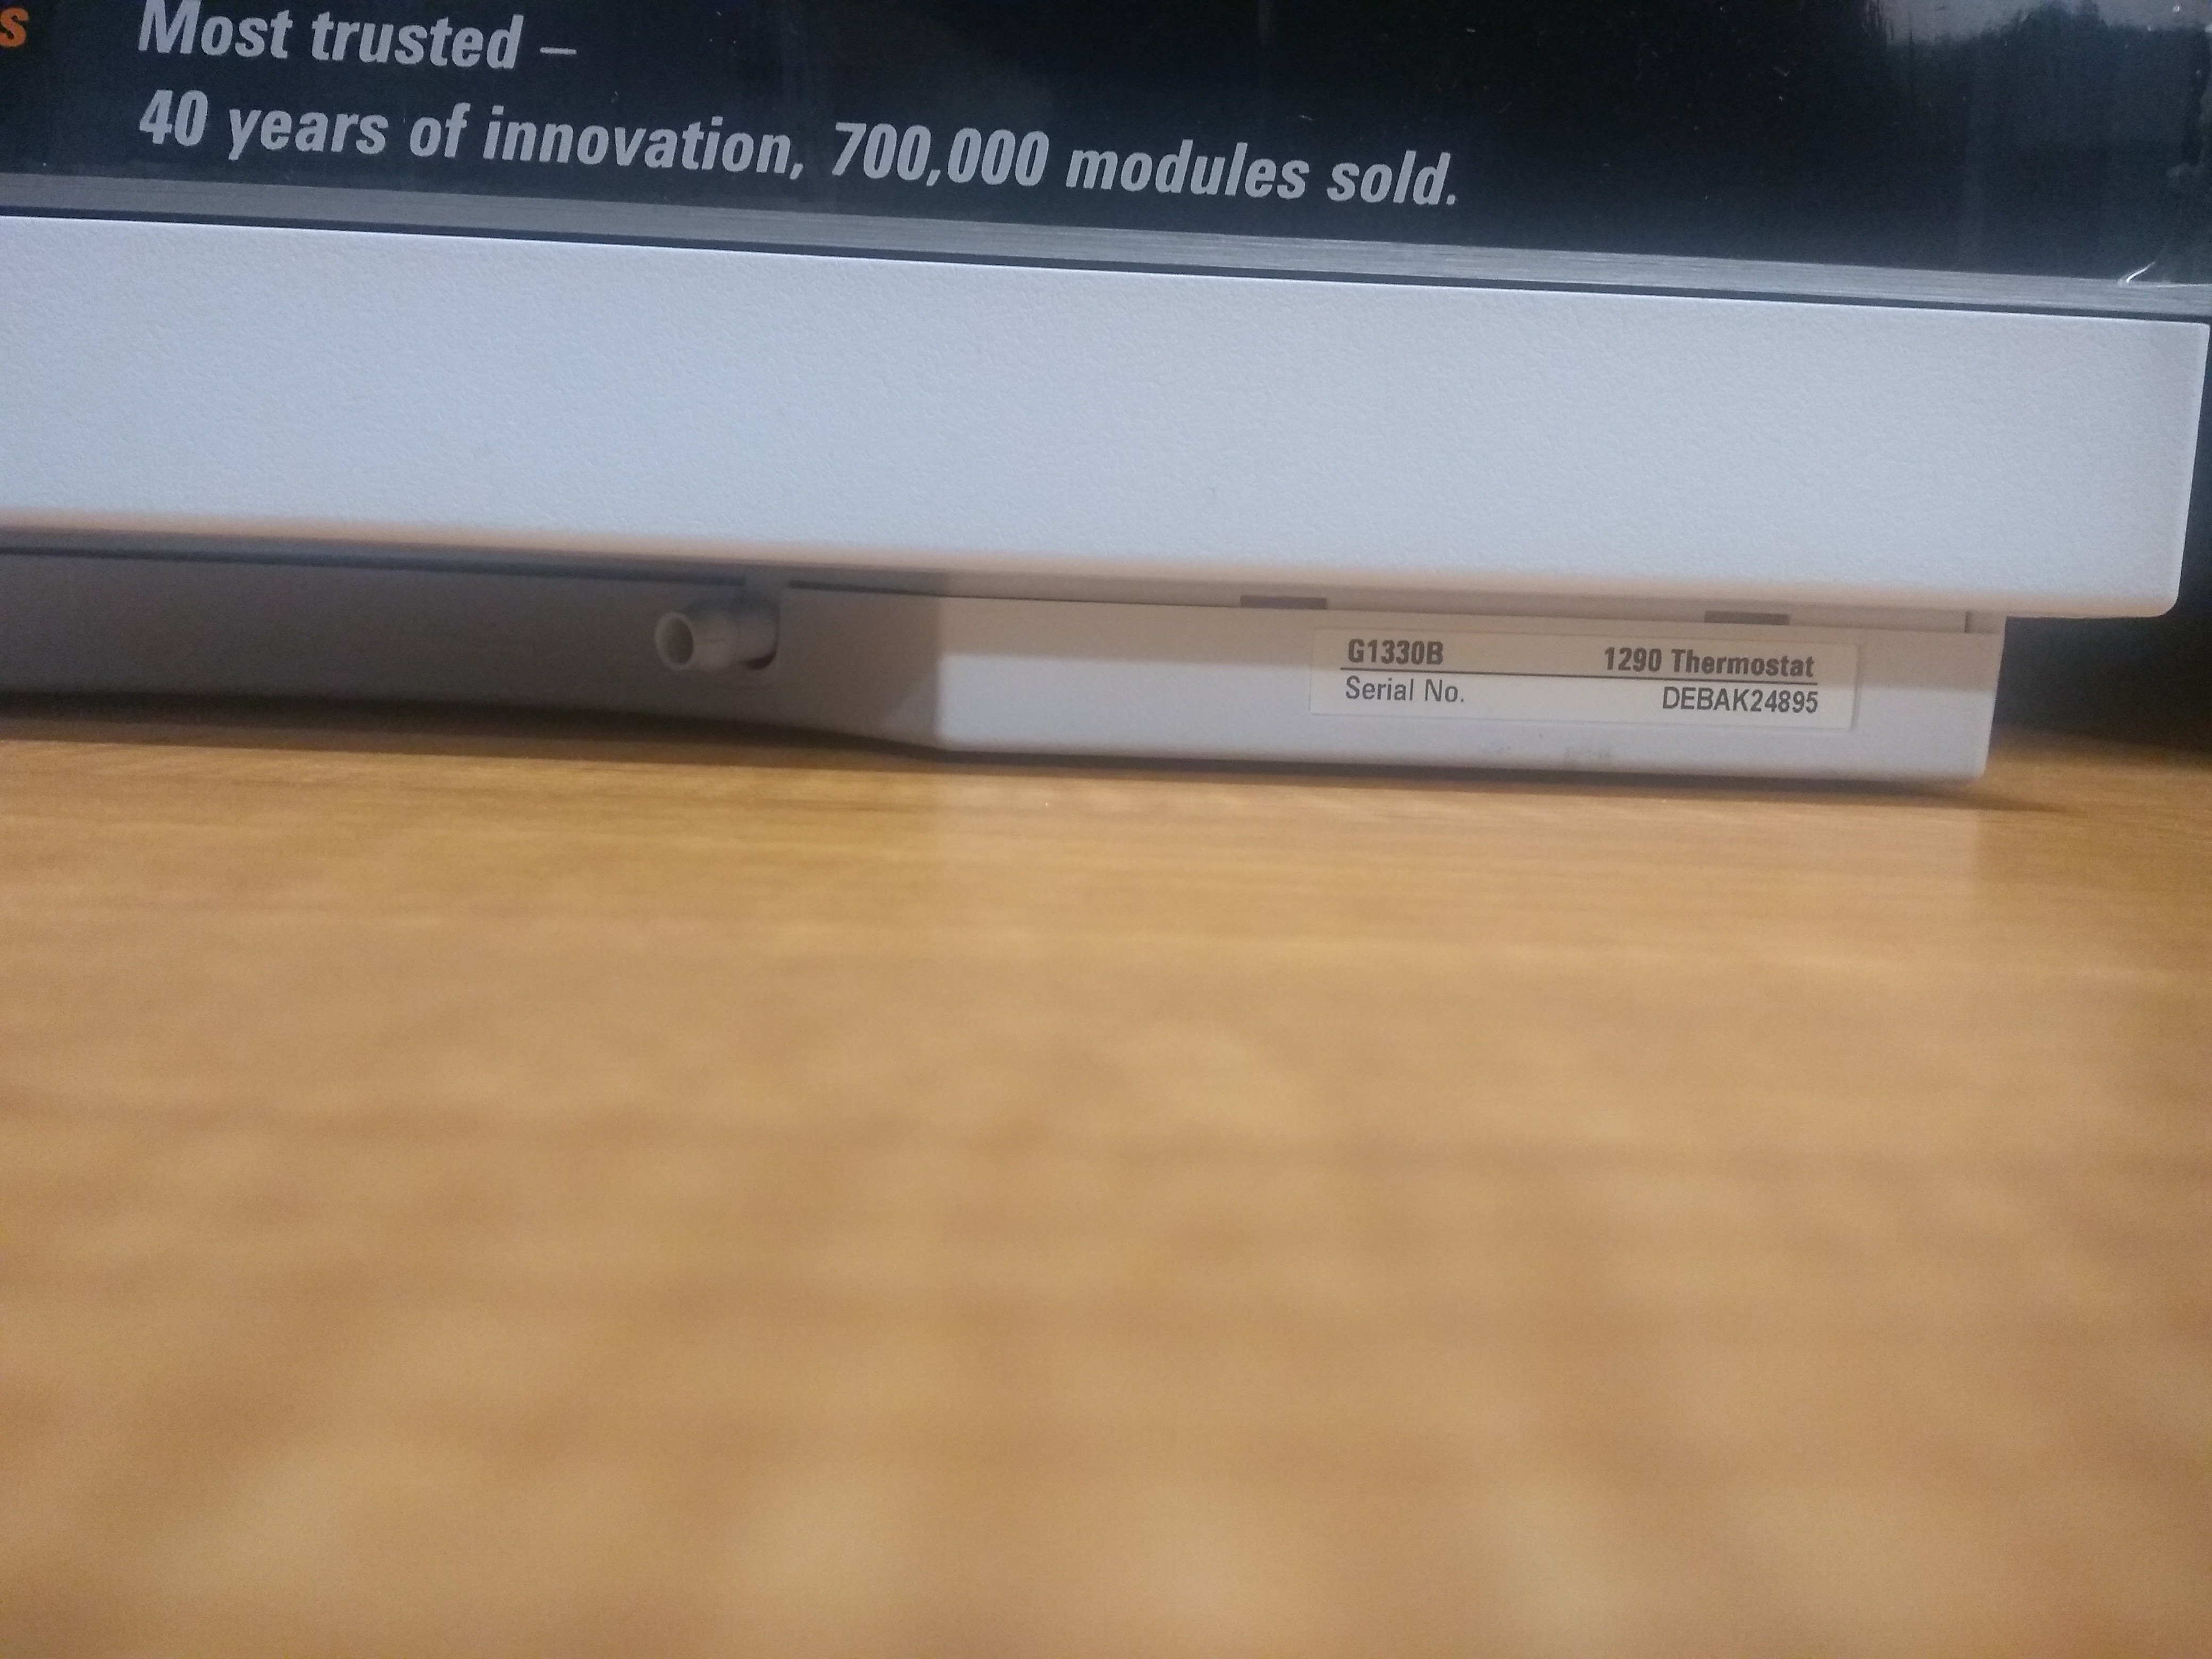 s
Most trusted –
40 years of innovation, 700,000 modules sold.
G1330B 1290 Thermostat
Serial No. DEBAK24895